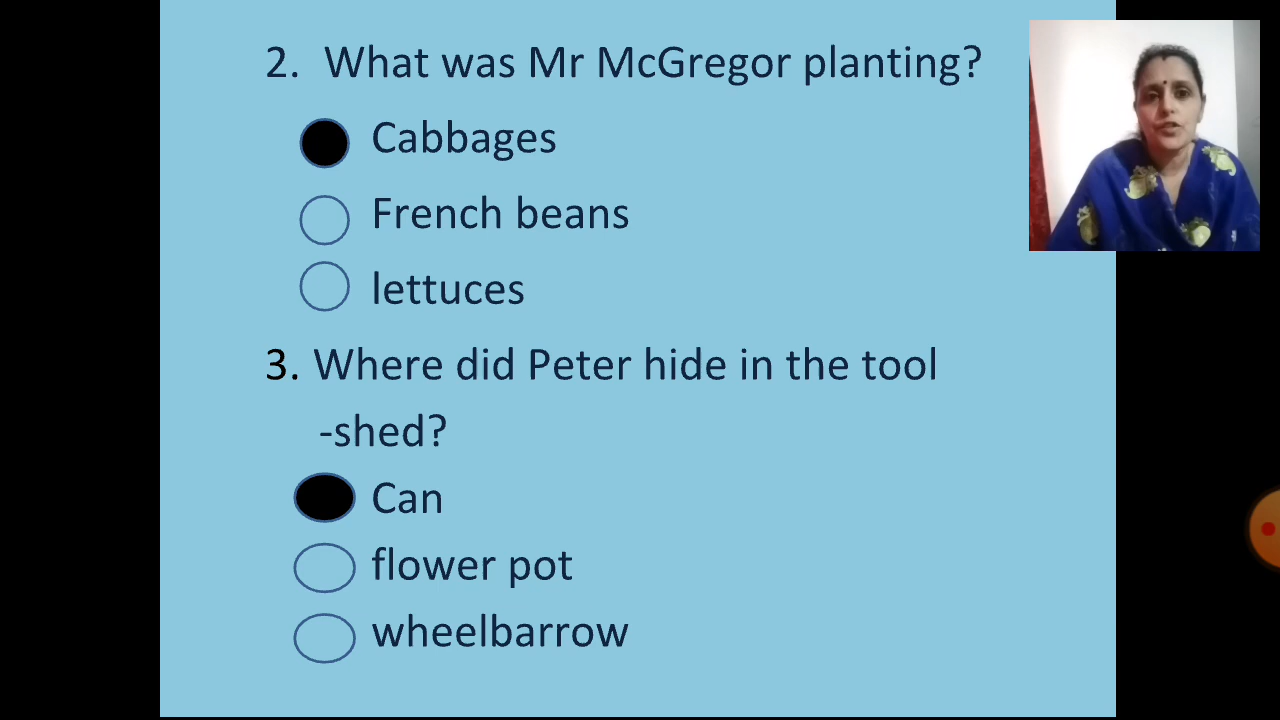 2. What was Mr McGregor planting?
Cabbages
French beans
lettuces
3. Where did Peter hide in the tool
-shed?
Can
flower pot
wheelbarrow